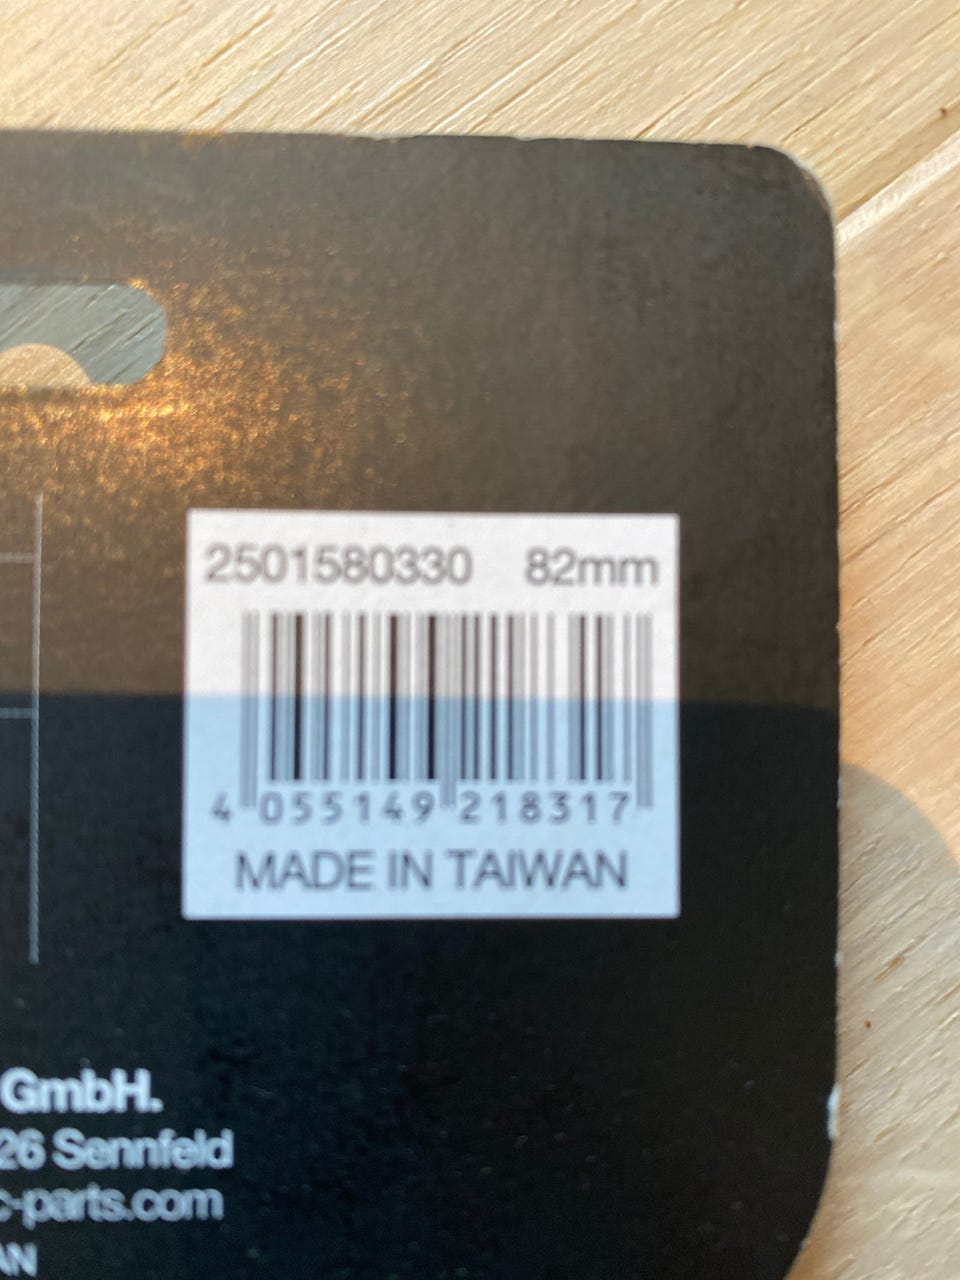 2501580330 82mm
4 055149 218317
MADE IN TAIWAN
GmbH.
26 Sennfeld
c-parts.com
AN